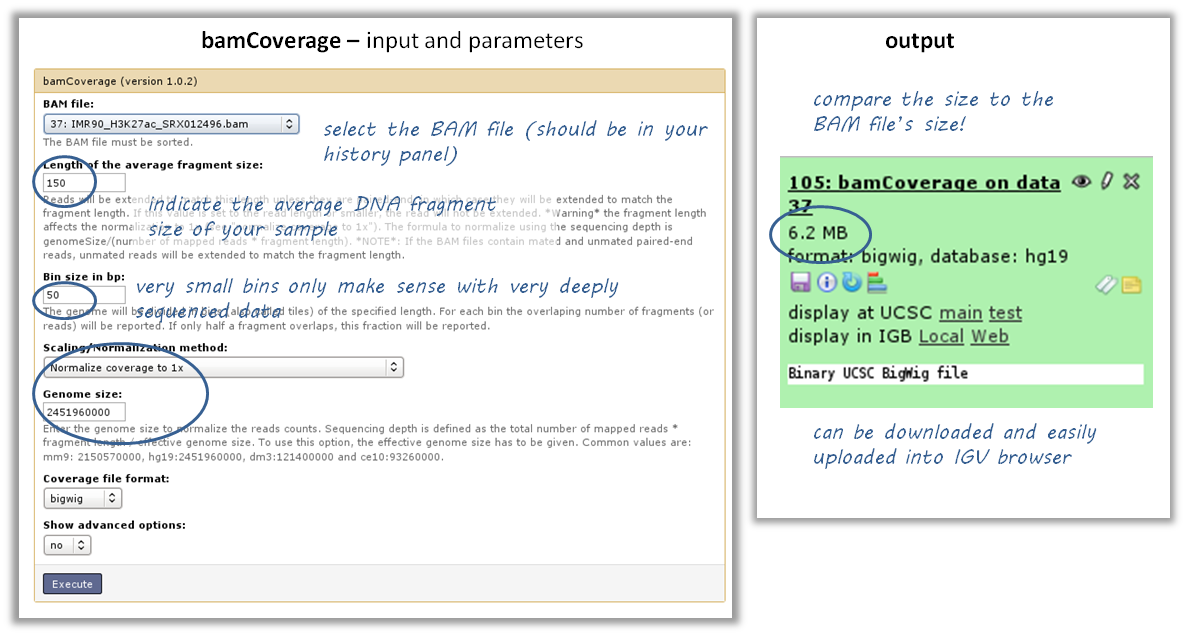 bamCoverage – input and parameters
bamCoverage (version 1.0.2)
BAM file:
37: IMR90_H3K27ac_SRX012496.bam
The BAM file must be sorted.
select the BAM file (should be in your
history panel)
Length of the average fragment size:
150
Reads will be extended to match this length unless they are
they will be extended to match the
fragment length. If this value is set to the read length or smaller, the read will not be extended. *Warning* the fragment length
affects the normalization to 1x
to 1x"). The formula to normalize using the sequencing depth is
genomeSize/(number of mapped reads * fragment length). *NOTE*: If the BAM files contain mated and unmated paired-end
reads, unmated reads will be extended to match the fragment length.
indicate the average DNA fragment
size of your sample
Bin size in bp:
50
very small bins only make sense with very deeply
sequenced data
The genome will be divided in bins (also called tiles) of the specified length. For each bin the overlaping number of fragments (or
reads) will be reported. If only half a fragment overlaps, this fraction will be reported.
Scaling/Normalization method:
Normalize coverage to 1x
Genome size:
2451960000
Enter the genome size to normalize the reads counts. Sequencing depth is defined as the total number of mapped reads *
fragment length / effective genome size. To use this option, the effective genome size has to be given. Common values are:
mm9: 2150570000, hg19:2451960000, dm3:121400000 and ce10:93260000.
Coverage file format:
bigwig
Show advanced options:
no
Execute
output
compare the size to the
BAM file's size!
105: bamCoverage on data
37
6.2 MB
format: bigwig, database: hg19
display at UCSC main test
display in IGB Local Web
Binary UCSC BigWig file
can be downloaded and easily
uploaded into IGV browser